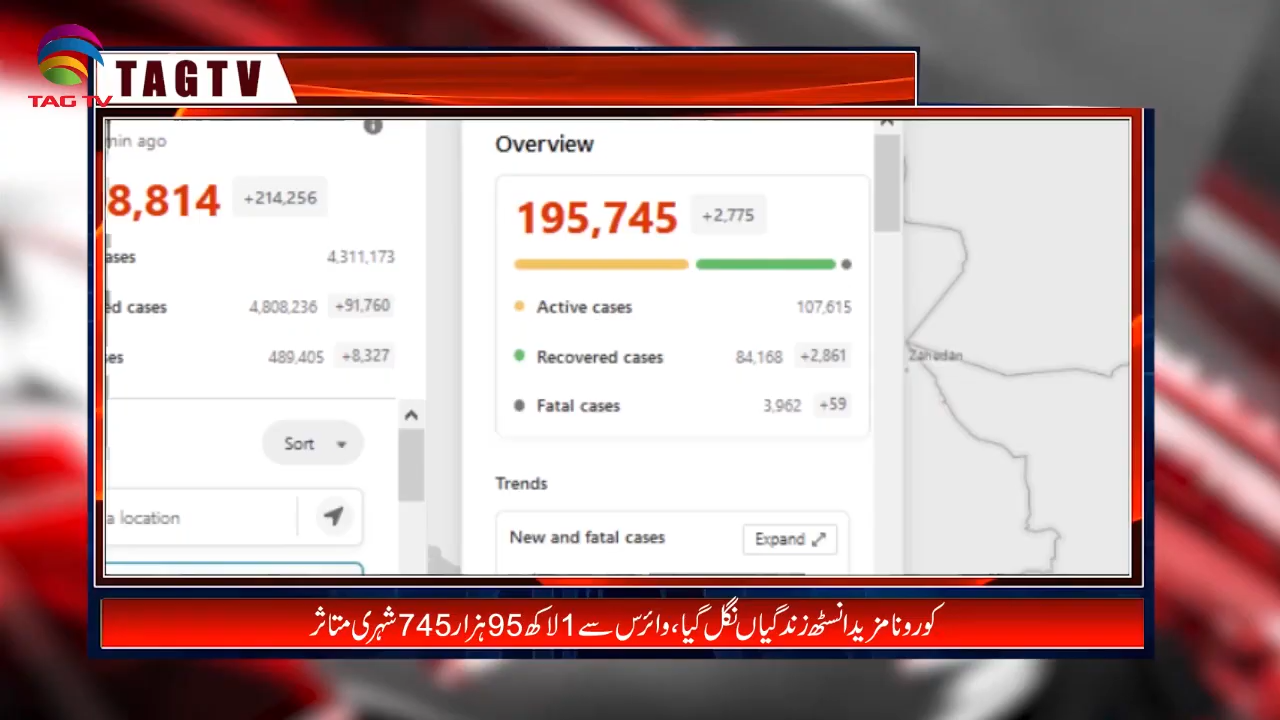 TAGTV
TAG TV
min ago
8,814 +214,256
ases 4,311,173
ed cases 4,808,236 +91,760
ses 489,405 +8,327
Sort
a location
Overview
195,745 +2,775
Active cases 107,615
Recovered cases 84,168 +2,861
Fatal cases 3,962 +59
Trends
New and fatal cases Expand
Zahedan
کورونا مزید انسٹھ زندگیاں نگل گیا، وائرس سے 1 لاکھ 95 ہزار 745 شہری متاثر